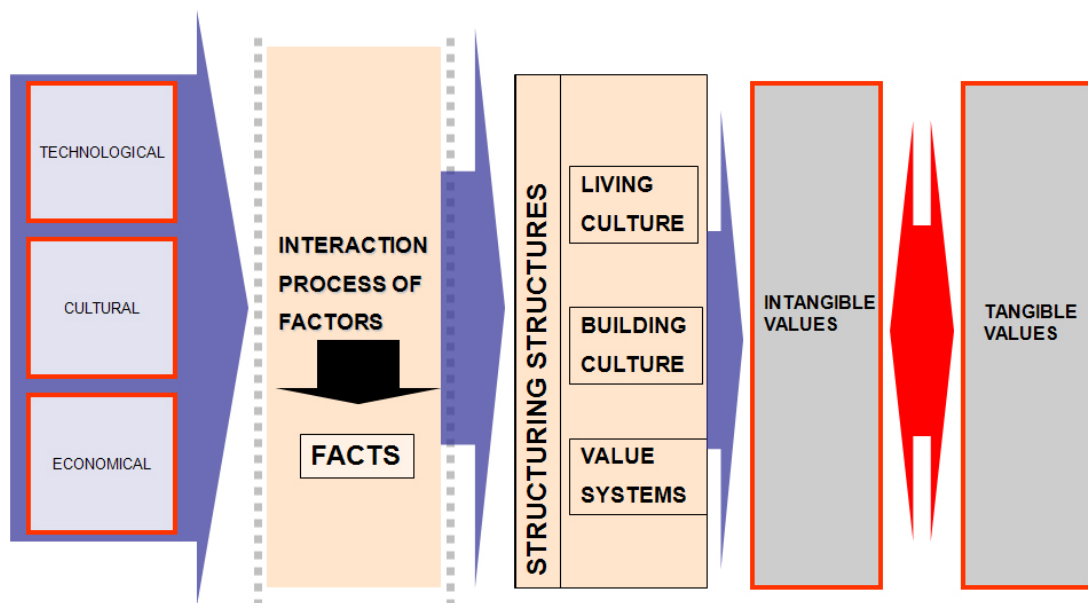 TECHNOLOGICAL
CULTURAL
ECONOMICAL
INTERACTION
PROCESS OF
FACTORS
FACTS
STRUCTURING STRUCTURES
LIVING
CULTURE
BUILDING
CULTURE
VALUE
SYSTEMS
INTANGIBLE
VALUES
TANGIBLE
VALUES